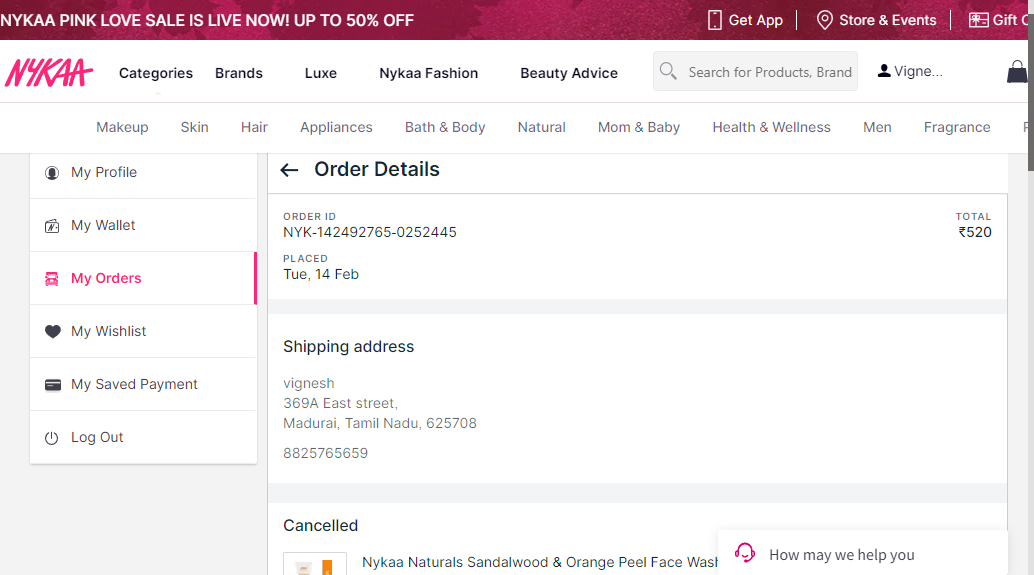 NYKAA PINK LOVE SALE IS LIVE NOW! UP TO 50% OFF
Get App
Store & Events
Gift
NYKAA
Categories
Brands
Luxe
Nykaa Fashion
Beauty Advice
Search for Products, Brand
Vigne...
Makeup
Skin
Hair
Appliances
Bath & Body
Natural
Mom & Baby
Health & Wellness
Men
Fragrance
My Profile
My Wallet
My Orders
My Wishlist
My Saved Payment
Log Out
Order Details
ORDER ID
NYK-142492765-0252445
TOTAL
₹520
PLACED
Tue, 14 Feb
Shipping address
vignesh
369A East street,
Madurai, Tamil Nadu, 625708
8825765659
Cancelled
Nykaa Naturals Sandalwood & Orange Peel Face Wash
How may we help you